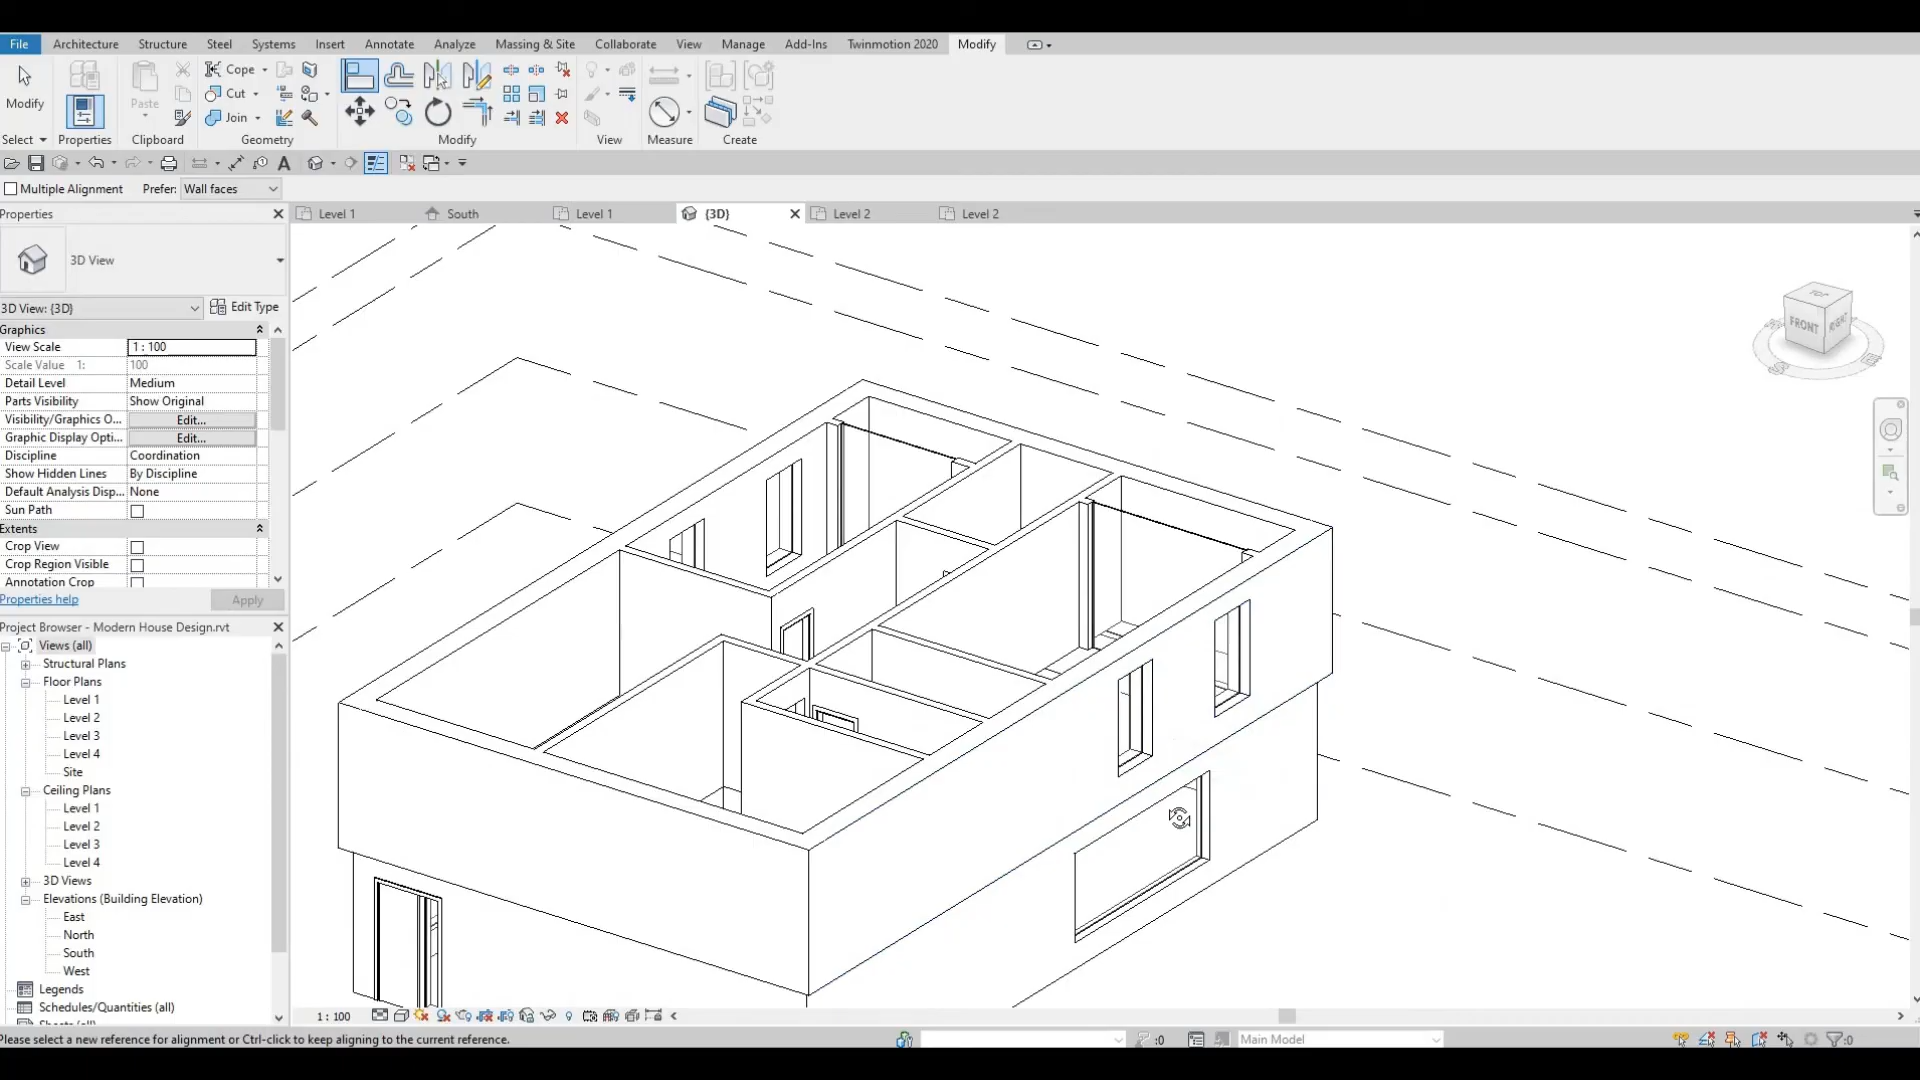 File Architecture Structure Steel Systems Insert Annotate Analyze Massing & Site Collaborate View Manage Add-Ins Twinmotion 2020 Modify
Cope
Cut
Modify Paste
Join
Select Properties Clipboard Geometry Modify View Measure Create
A
Multiple Alignment Prefer: Wall faces
Properties Level 1 South Level 1 {3D} Level 2 Level 2
3D View
3D View: {3D} Edit Type
Graphics
View Scale 1 : 100
Scale Value 1: 100
Detail Level Medium
Parts Visibility Show Original
Visibility/Graphics O... Edit...
Graphic Display Opti... Edit...
Discipline Coordination
Show Hidden Lines By Discipline
Default Analysis Disp... None
Sun Path
Extents
Crop View
Crop Region Visible
Annotation Crop
Properties help Apply
Project Browser - Modern House Design.rvt
Views (all)
Structural Plans
Floor Plans
Level 1
Level 2
Level 3
Level 4
Site
Ceiling Plans
Level 1
Level 2
Level 3
Level 4
3D Views
Elevations (Building Elevation)
East
North
South
West
Legends
Schedules/Quantities (all)
Sheets (all)
TOP
FRONT RIGHT
S E
1 : 100
Please select a new reference for alignment or Ctrl-click to keep aligning to the current reference. :0 Main Model :0